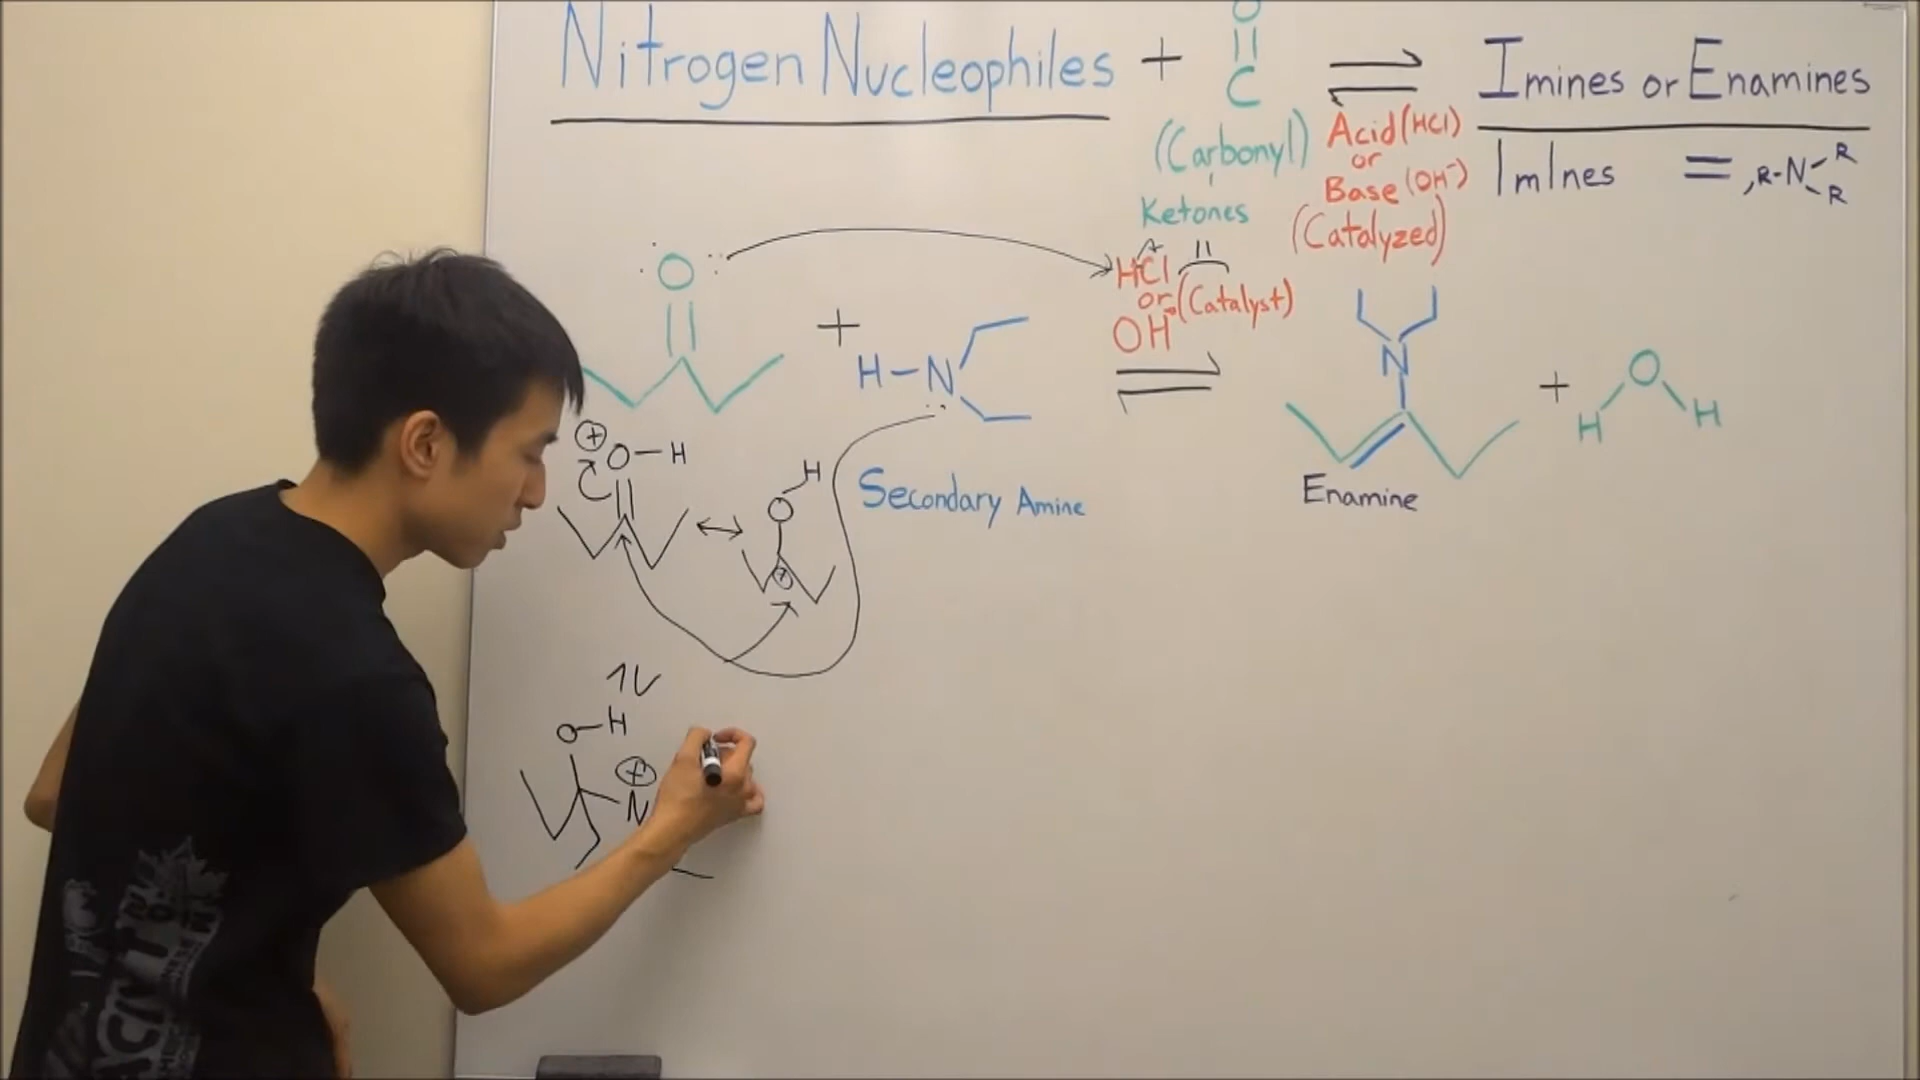 Nitrogen Nucleophiles + O ⇌ Imines or Enamines
C
(Carbonyl)
Ketones
Acid (HCl)
or
Base (OH⁻)
(Catalyzed)
ImInes = , R-N R
R
O + H-N
HCl
or (Catalyst)
OH⁻
⇌
N
+ O
H H
Enamine
Secondary Amine
+ O-H
↔ O H
+
O-H
+
N